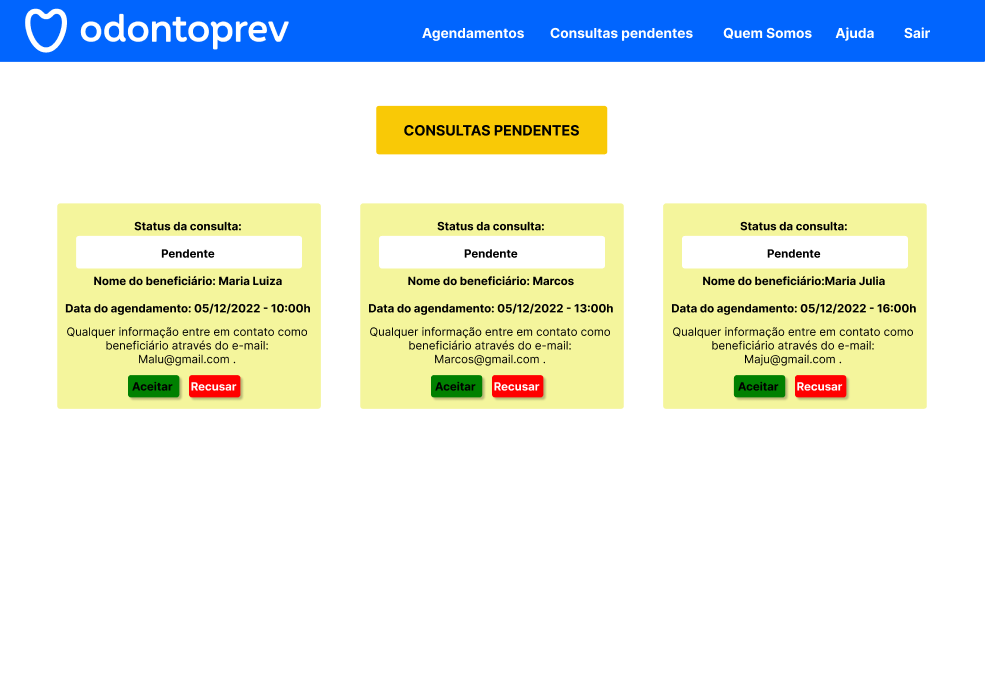 odontoprev
Agendamentos Consultas pendentes Quem Somos Ajuda Sair
CONSULTAS PENDENTES
Status da consulta:
Pendente
Nome do beneficiário: Maria Luiza
Data do agendamento: 05/12/2022 - 10:00h
Qualquer informação entre em contato como
beneficiário através do e-mail:
Malu@gmail.com .
Aceitar Recusar
Status da consulta:
Pendente
Nome do beneficiário: Marcos
Data do agendamento: 05/12/2022 - 13:00h
Qualquer informação entre em contato como
beneficiário através do e-mail:
Marcos@gmail.com .
Aceitar Recusar
Status da consulta:
Pendente
Nome do beneficiário:Maria Julia
Data do agendamento: 05/12/2022 - 16:00h
Qualquer informação entre em contato como
beneficiário através do e-mail:
Maju@gmail.com .
Aceitar Recusar